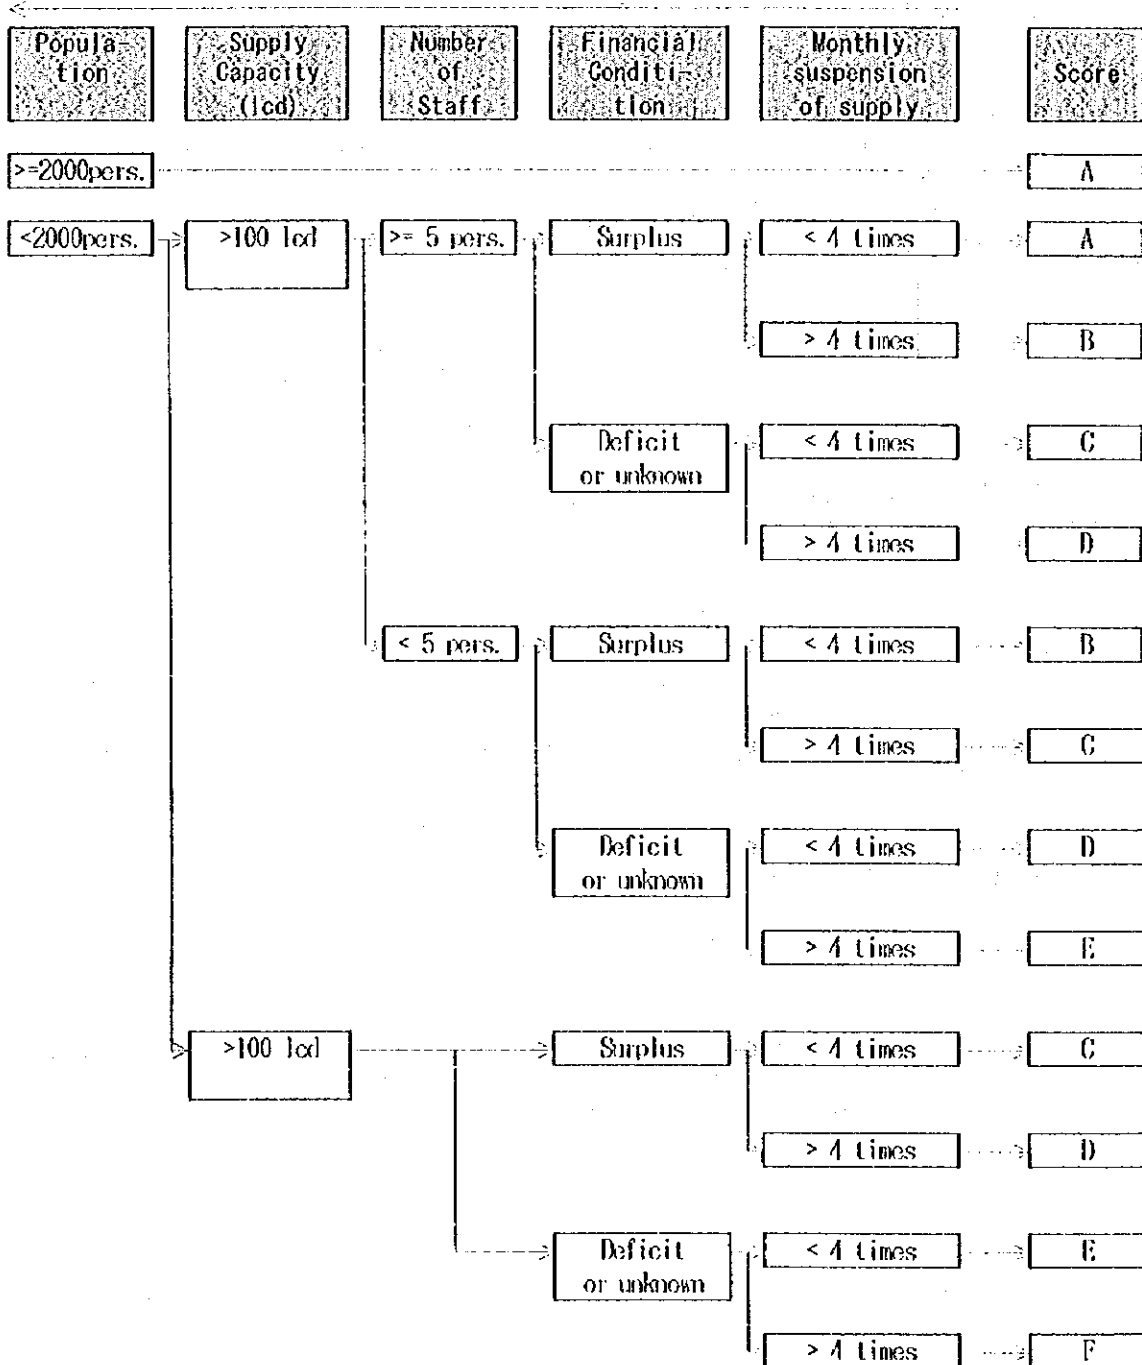 Popula-
tion
Supply
Capacity
(lcd)
Number
of
Staff
Financial
Conditi-
tion
Monthly
suspension
of supply
Score
>=2000pers.
A
<2000pers.
>100 lcd
>= 5 pers.
Surplus
< 4 times
A
> 4 times
B
Deficit
or unknown
< 4 times
C
> 4 times
D
< 5 pers.
Surplus
< 4 times
B
> 4 times
C
Deficit
or unknown
< 4 times
D
> 4 times
E
>100 lcd
Surplus
< 4 times
C
> 4 times
D
Deficit
or unknown
< 4 times
E
> 4 times
F